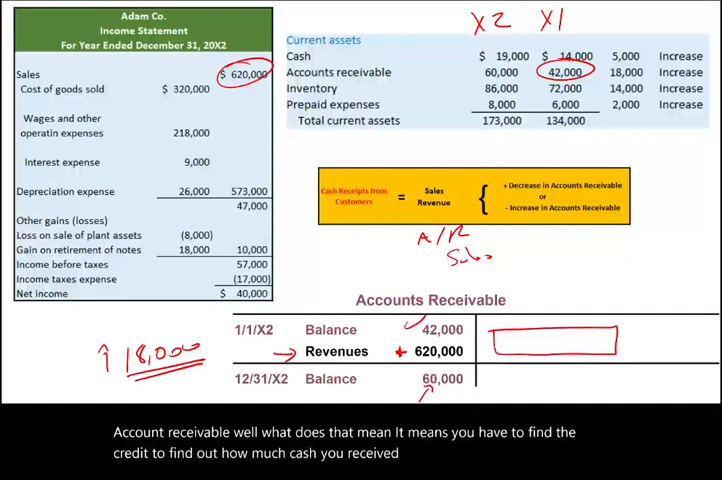 Adam Co.
Income Statement
For Year Ended December 31, 20X2
Sales $ 620,000
Cost of goods sold $ 320,000
Wages and other
operatin expenses 218,000
Interest expense 9,000
Depreciation expense 26,000 573,000
47,000
Other gains (losses)
Loss on sale of plant assets (8,000)
Gain on retirement of notes 18,000 10,000
Income before taxes 57,000
Income taxes expense (17,000)
Net income $ 40,000
X2 X1
Current assets
Cash $ 19,000 $ 14,000 5,000 Increase
Accounts receivable 60,000 42,000 18,000 Increase
Inventory 86,000 72,000 14,000 Increase
Prepaid expenses 8,000 6,000 2,000 Increase
Total current assets 173,000 134,000
Cash Receipts from
Customers
=
Sales
Revenue
{
+ Decrease in Accounts Receivable
or
- Increase in Accounts Receivable
A/R
Sales
Accounts Receivable
1/1/X2 Balance 42,000
Revenues + 620,000
12/31/X2 Balance 60,000
↑ 18,000
Account receivable well what does that mean It means you have to find the
credit to find out how much cash you received